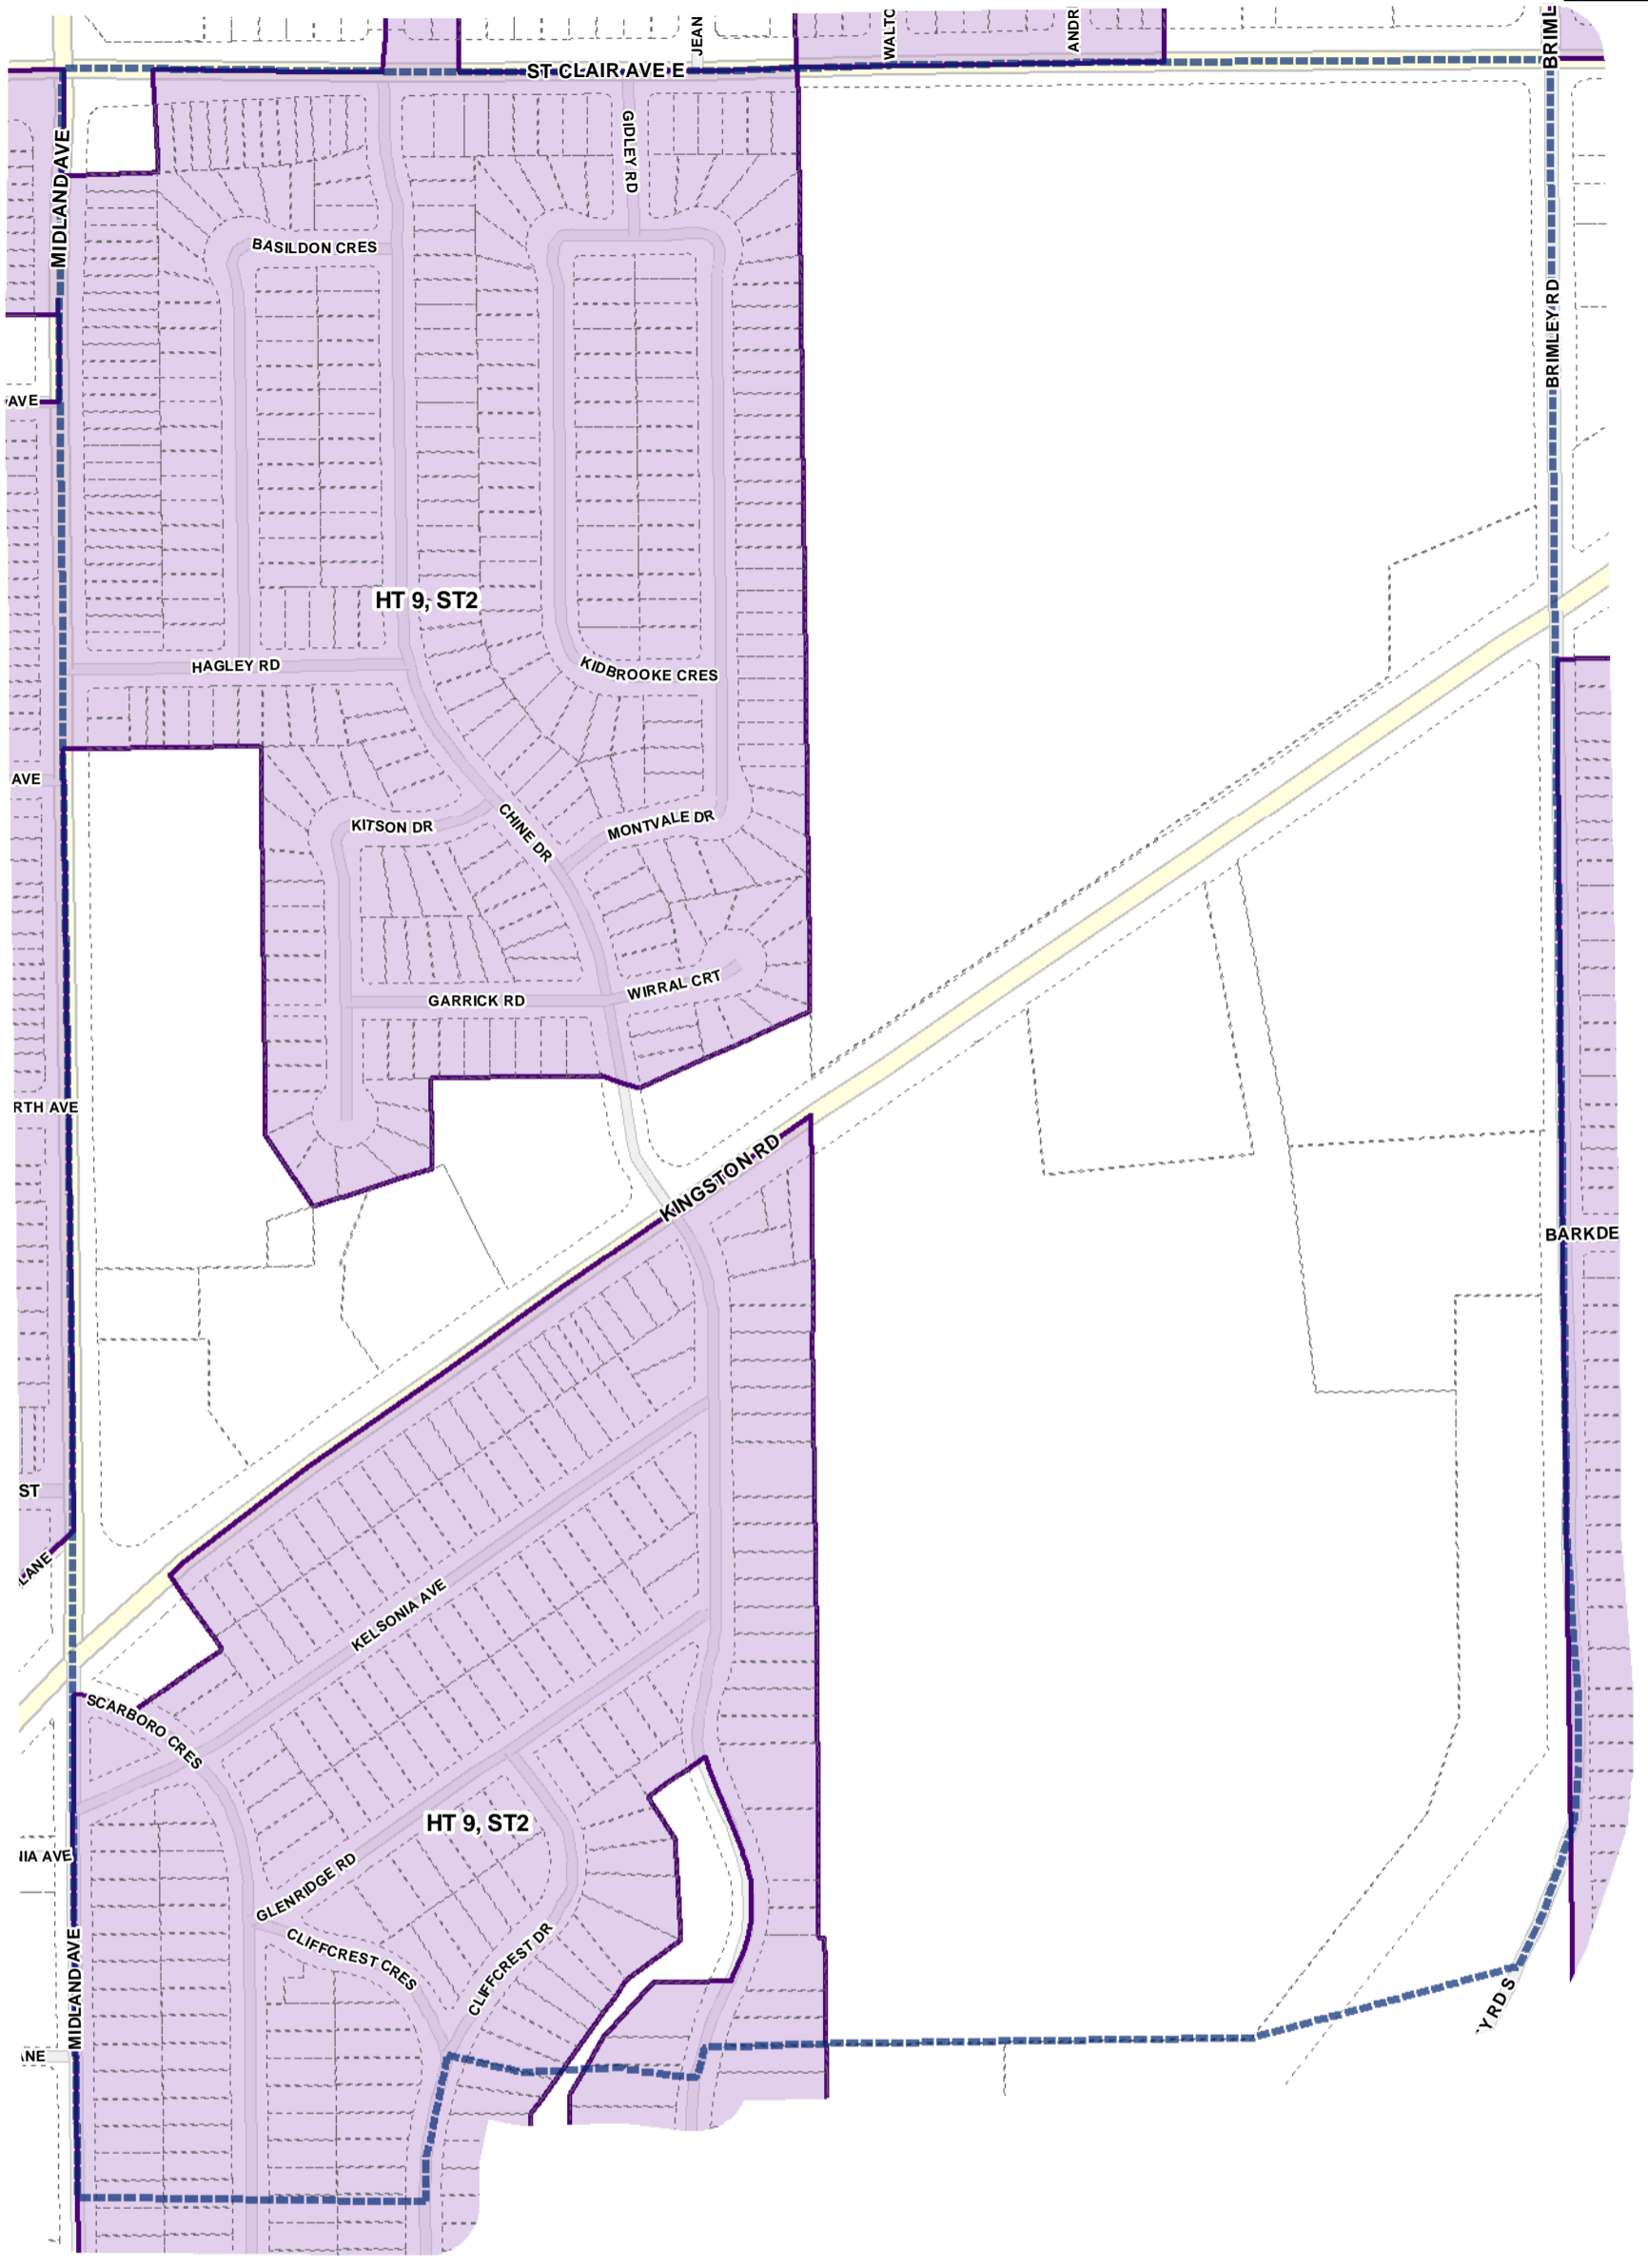 JEAN
WALTC
ANDR
BRIML
ST CLAIR AVE E
MIDLAND AVE
GIDLEY RD
BASILDON CRES
BRIMLEY RD
AVE
HT 9, ST2
HAGLEY RD
KIDBROOKE CRES
AVE
KITSON DR
CHINE DR
MONTVALE DR
WIRRAL CRT
GARRICK RD
RTH AVE
KINGSTON RD
BARKDE
ST
LANE
KELSONIA AVE
SCARBORO CRES
HT 9, ST2
NIA AVE
GLENRIDGE RD
CLIFFCREST CRES
CLIFFCREST DR
MIDLAND AVE
Y RD S
NE